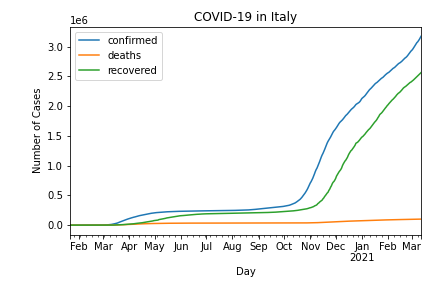 COVID-19 in Italy
1e6
confirmed
deaths
recovered
Number of Cases
3.0
2.5
2.0
1.5
1.0
0.5
0.0
Feb Mar Apr May Jun Jul Aug Sep Oct Nov Dec Jan Feb Mar
2021
Day